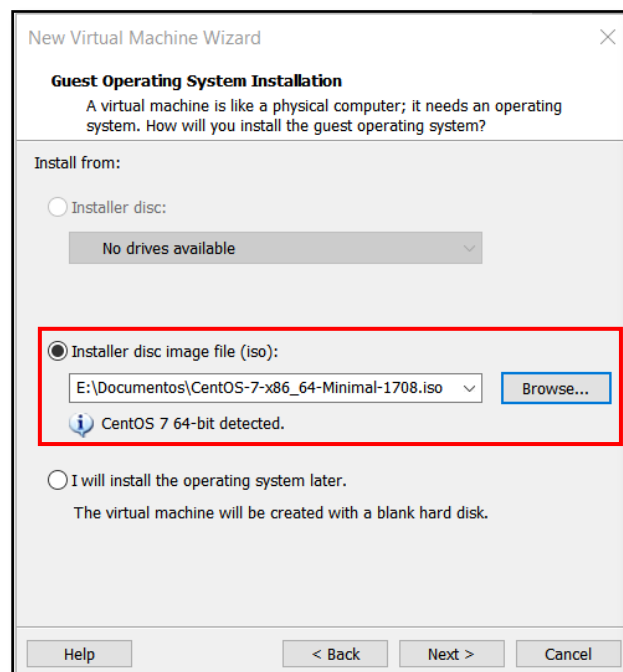 New Virtual Machine Wizard
Guest Operating System Installation
A virtual machine is like a physical computer; it needs an operating
system. How will you install the guest operating system?
Install from:
Installer disc:
No drives available
Installer disc image file (iso):
E:\Documentos\CentOS-7-x86_64-Minimal-1708.iso
Browse...
CentOS 7 64-bit detected.
I will install the operating system later.
The virtual machine will be created with a blank hard disk.
Help
< Back
Next >
Cancel